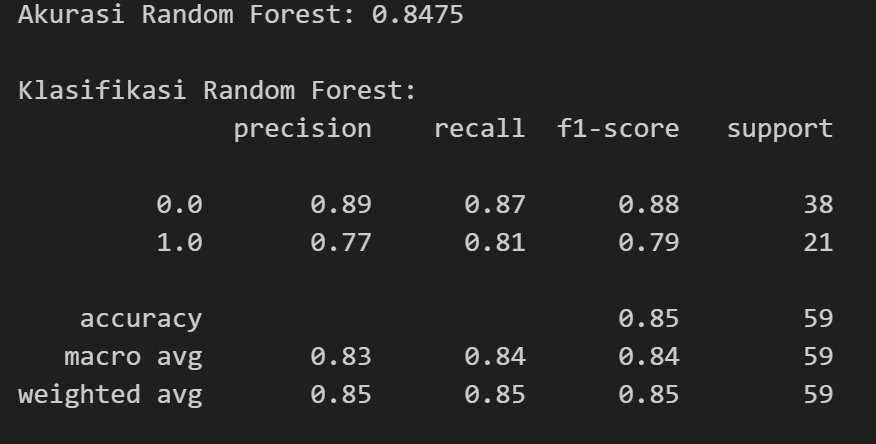 Akurasi Random Forest: 0.8475
Klasifikasi Random Forest:
precision recall f1-score support
0.0 0.89 0.87 0.88 38
1.0 0.77 0.81 0.79 21
accuracy 0.85 59
macro avg 0.83 0.84 0.84 59
weighted avg 0.85 0.85 0.85 59